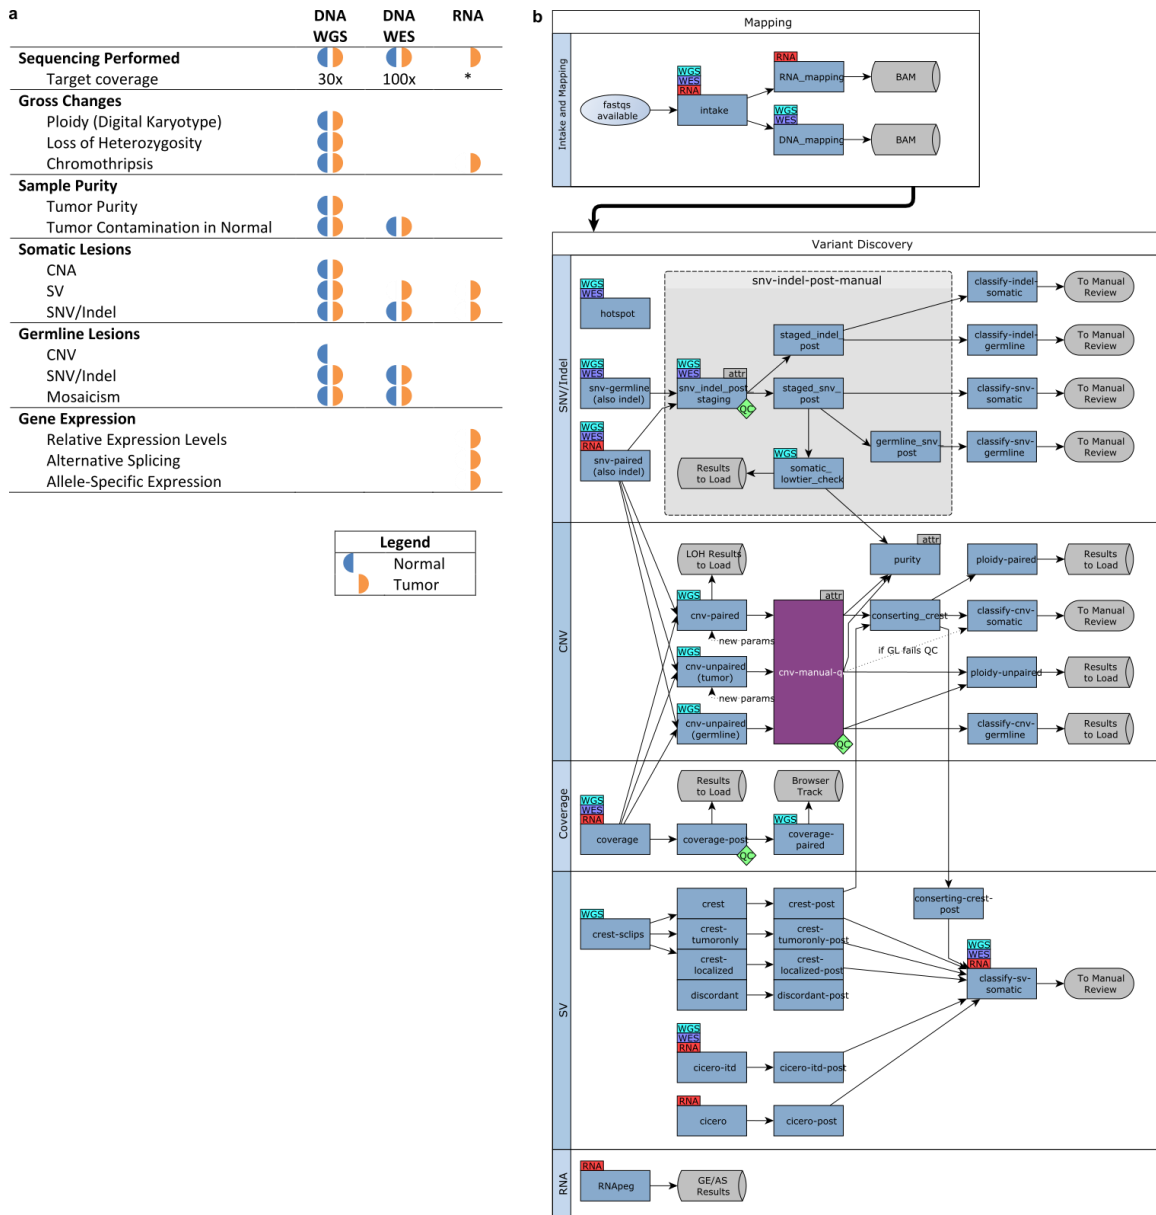 a
DNA DNA RNA
WGS WES
Sequencing Performed
Target coverage 30x 100x *
Gross Changes
Ploidy (Digital Karyotype)
Loss of Heterozygosity
Chromothripsis
Sample Purity
Tumor Purity
Tumor Contamination in Normal
Somatic Lesions
CNA
SV
SNV/Indel
Germline Lesions
CNV
SNV/Indel
Mosaicism
Gene Expression
Relative Expression Levels
Alternative Splicing
Allele-Specific Expression
Legend
Normal
Tumor
b
Mapping
Intake and Mapping
fastqs
available
WGS
WES
RNA
intake
RNA
RNA_mapping
BAM
WGS
WES
DNA_mapping
BAM
Variant Discovery
SNV/Indel
WGS
WES
hotspot
WGS
WES
snv-germline
(also indel)
WGS
WES
RNA
snv-paired
(also indel)
snv-indel-post-manual
WGS
WES
attr
snv_indel_post
staging
QC
staged_indel
post
staged_snv_
post
germline_snv
post
WGS
somatic_
lowtier_check
Results
to Load
classify-indel-
somatic
To Manual
Review
classify-indel-
germline
To Manual
Review
classify-snv-
somatic
To Manual
Review
classify-snv-
germline
To Manual
Review
CNV
LOH Results
to Load
WGS
cnv-paired
new params
WGS
cnv-unpaired
(tumor)
new params
WGS
cnv-unpaired
(germline)
attr
cnv-manual-q
QC
attr
purity
conserting_crest
if GL fails QC
ploidy-paired
Results
to Load
classify-cnv-
somatic
To Manual
Review
ploidy-unpaired
Results
to Load
classify-cnv-
germline
Results
to Load
Coverage
WGS
WES
RNA
coverage
Results
to Load
coverage-post
QC
Browser
Track
WGS
coverage-
paired
SV
WGS
crest-sclips
crest
crest-post
crest-
tumoronly
crest-
tumoronly-post
crest-
localized
crest-
localized-post
discordant
discordant-post
conserting-crest-
post
WGS
WES
RNA
classify-sv-
somatic
To Manual
Review
WGS
WES
RNA
cicero-itd
cicero-itd-post
RNA
cicero
cicero-post
RNA
RNA
RNApeg
GE/AS
Results